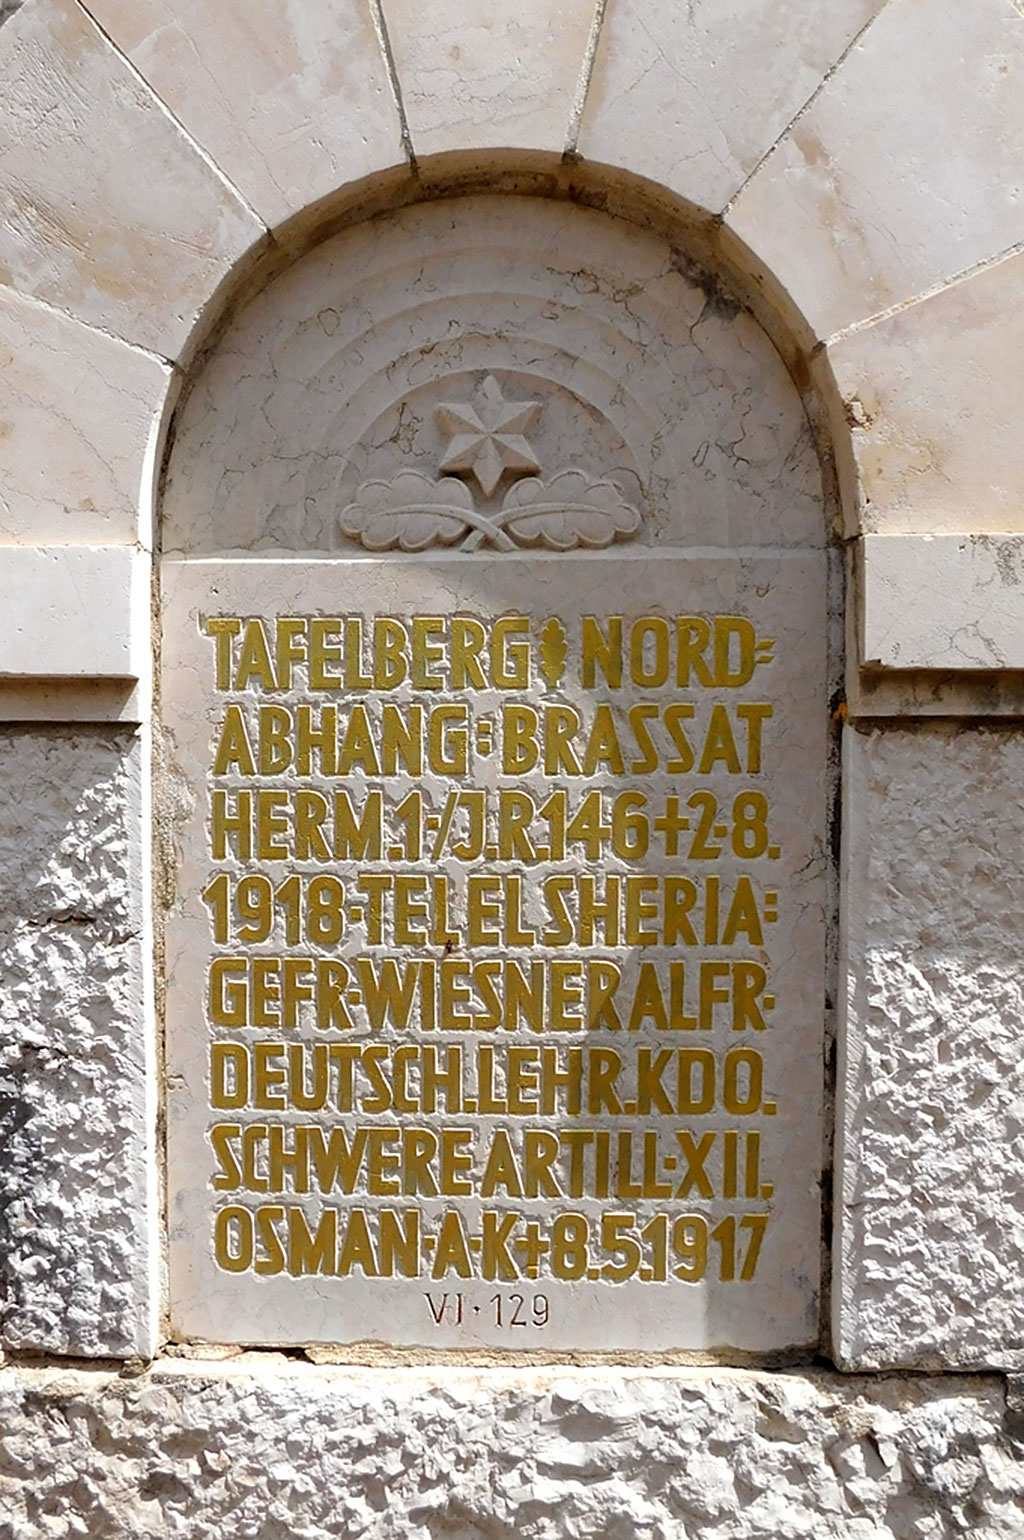 TAFELBERG NORD-
ABHANG: BRASSAT
HERM.1./J.R.146+2.8.
1918·TEL EL SHERIA:
GEFR·WIESNER ALFR·
DEUTSCH.LEHR.KDO.
SCHWERE ARTILL·XII.
OSMAN·A·K+8.5.1917
VI·129